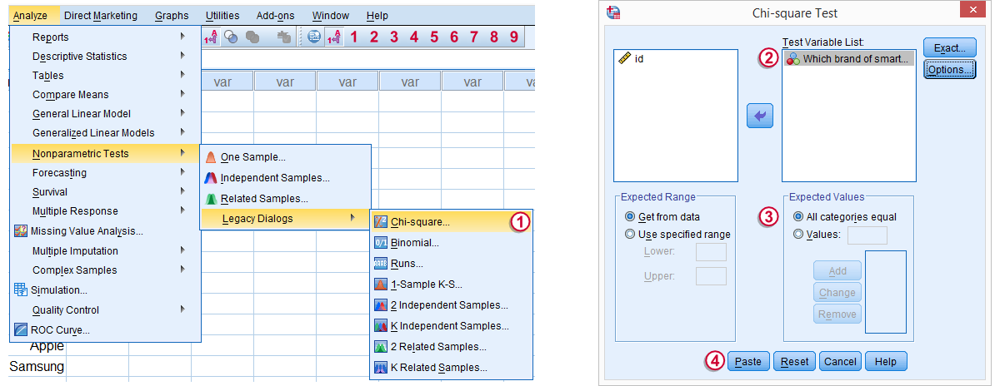 Analyze Direct Marketing Graphs Utilities Add-ons Window Help
1 2 3 4 5 6 7 8 9
var var var var var
Reports
Descriptive Statistics
Tables
Compare Means
General Linear Model
Generalized Linear Models
Nonparametric Tests
Forecasting
Survival
Multiple Response
Missing Value Analysis...
Multiple Imputation
Complex Samples
Simulation...
Quality Control
ROC Curve...
Apple
Samsung
One Sample...
Independent Samples...
Related Samples...
Legacy Dialogs
Chi-square... 1
Binomial...
Runs...
1-Sample K-S...
2 Independent Samples...
K Independent Samples...
2 Related Samples...
K Related Samples...
Chi-square Test
id
Test Variable List:
2 Which brand of smart...
Exact...
Options...
Expected Range
Get from data
Use specified range
Lower:
Upper:
Expected Values
3 All categories equal
Values:
Add
Change
Remove
4 Paste Reset Cancel Help